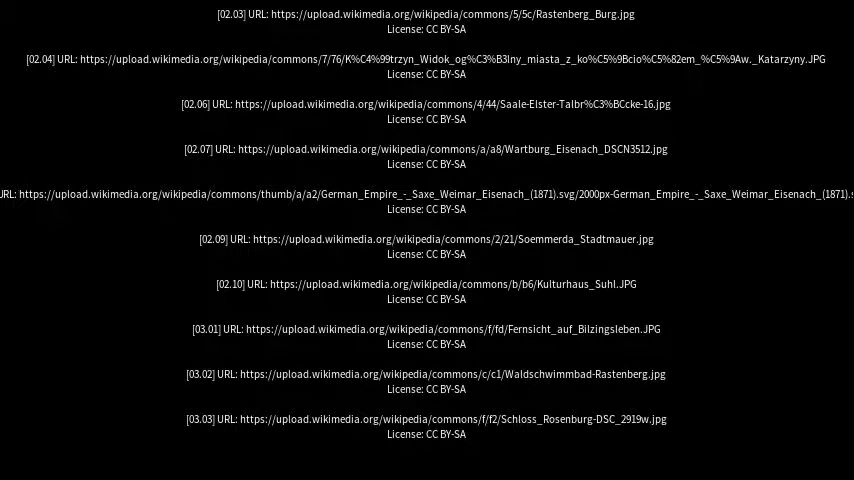 [02.03] URL: https://upload.wikimedia.org/wikipedia/commons/5/5c/Rastenberg_Burg.jpg
License: CC BY-SA
[02.04] URL: https://upload.wikimedia.org/wikipedia/commons/7/76/K%C4%99trzyn_Widok_og%C3%B3lny_miasta_z_ko%C5%9Bcio%C5%82em_%C5%9Aw._Katarzyny.JPG
License: CC BY-SA
[02.06] URL: https://upload.wikimedia.org/wikipedia/commons/4/44/Saale-Elster-Talbr%C3%BCcke-16.jpg
License: CC BY-SA
[02.07] URL: https://upload.wikimedia.org/wikipedia/commons/a/a8/Wartburg_Eisenach_DSCN3512.jpg
License: CC BY-SA
URL: https://upload.wikimedia.org/wikipedia/commons/thumb/a/a2/German_Empire_-_Saxe_Weimar_Eisenach_(1871).svg/2000px-German_Empire_-_Saxe_Weimar_Eisenach_(1871).s
License: CC BY-SA
[02.09] URL: https://upload.wikimedia.org/wikipedia/commons/2/21/Soemmerda_Stadtmauer.jpg
License: CC BY-SA
[02.10] URL: https://upload.wikimedia.org/wikipedia/commons/b/b6/Kulturhaus_Suhl.JPG
License: CC BY-SA
[03.01] URL: https://upload.wikimedia.org/wikipedia/commons/f/fd/Fernsicht_auf_Bilzingsleben.JPG
License: CC BY-SA
[03.02] URL: https://upload.wikimedia.org/wikipedia/commons/c/c1/Waldschwimmbad-Rastenberg.jpg
License: CC BY-SA
[03.03] URL: https://upload.wikimedia.org/wikipedia/commons/f/f2/Schloss_Rosenburg-DSC_2919w.jpg
License: CC BY-SA